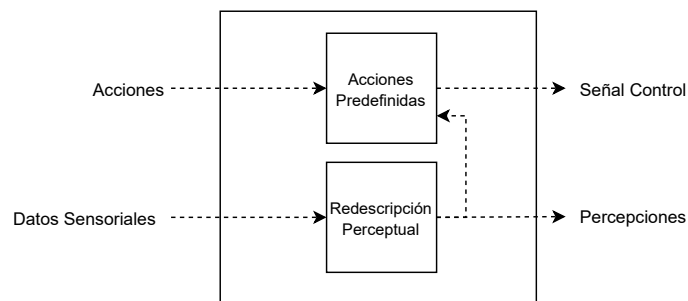 Acciones
Acciones
Predefinidas
Señal Control
Datos Sensoriales
Redescripción
Perceptual
Percepciones